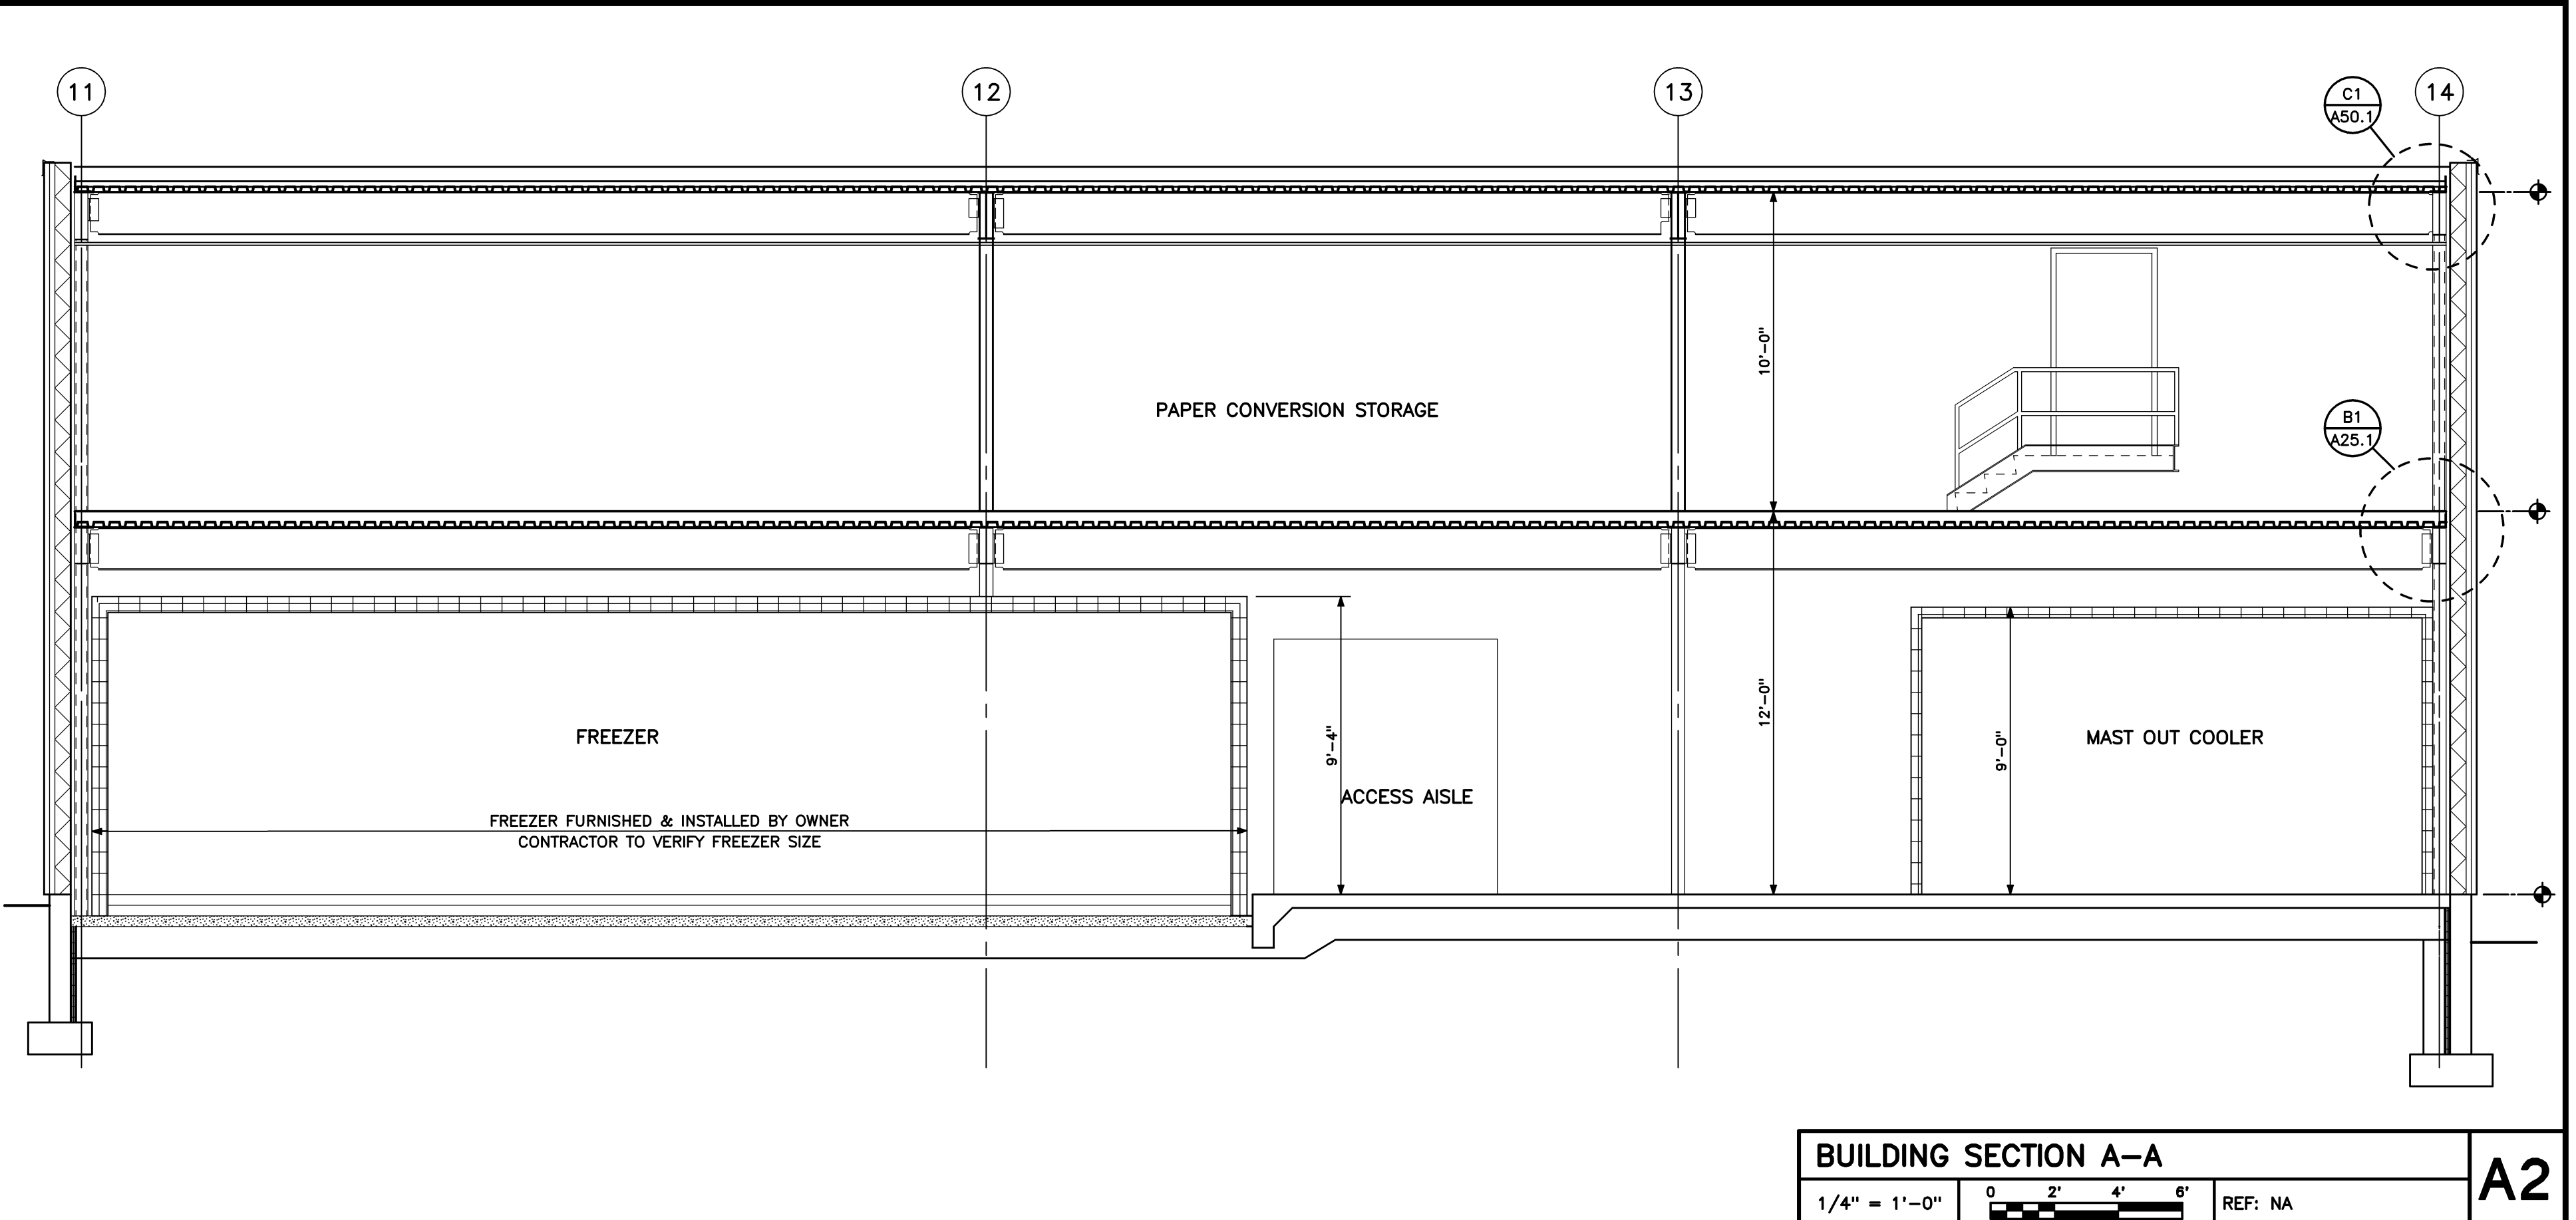 11
12
13
14
C1
A50.1
10'-0"
PAPER CONVERSION STORAGE
B1
A25.1
12'-0"
FREEZER
9'-4"
9'-0"
MAST OUT COOLER
ACCESS AISLE
FREEZER FURNISHED & INSTALLED BY OWNER
CONTRACTOR TO VERIFY FREEZER SIZE
BUILDING SECTION A-A
A2
1/4" = 1'-0"
0 2' 4' 6'
REF: NA